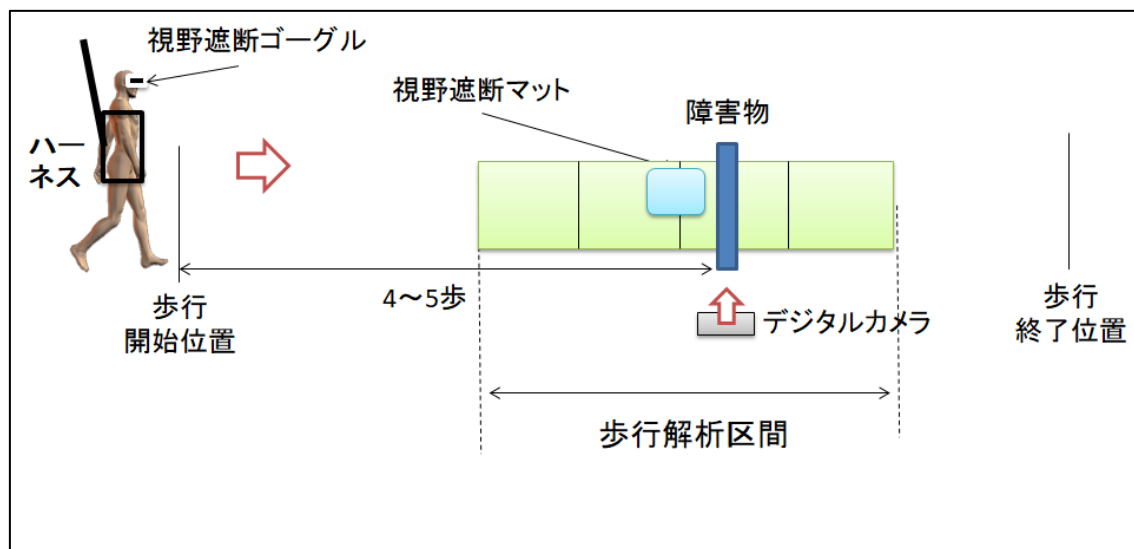 視野遮断ゴーグル
視野遮断マット
障害物
ハー
ネス
4～5歩
歩行
開始位置
デジタルカメラ
歩行
終了位置
歩行解析区間